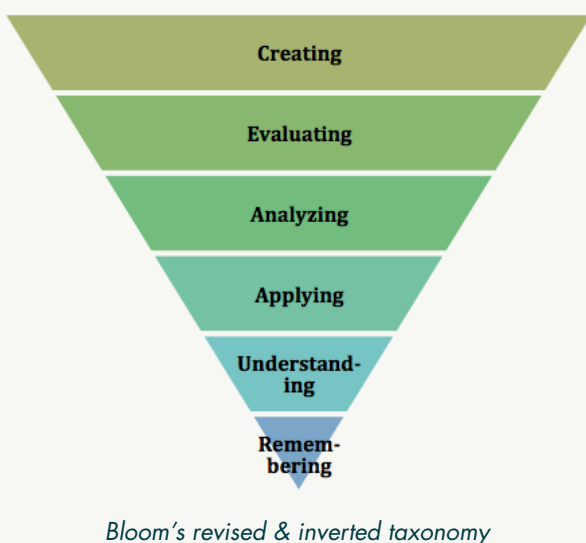 Creating
Evaluating
Analyzing
Applying
Understand-
ing
Remem-
bering
Bloom's revised & inverted taxonomy